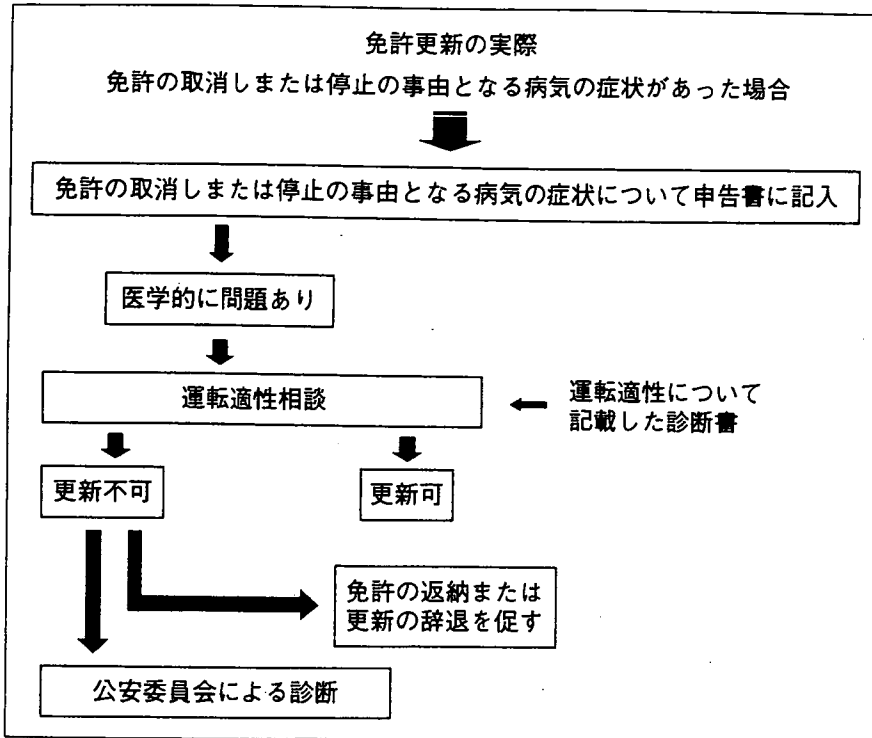 免許更新の実際
免許の取消しまたは停止の事由となる病気の症状があった場合
免許の取消しまたは停止の事由となる病気の症状について申告書に記入
医学的に問題あり
運転適性相談
運転適性について
記載した診断書
更新不可
更新可
免許の返納または
更新の辞退を促す
公安委員会による診断